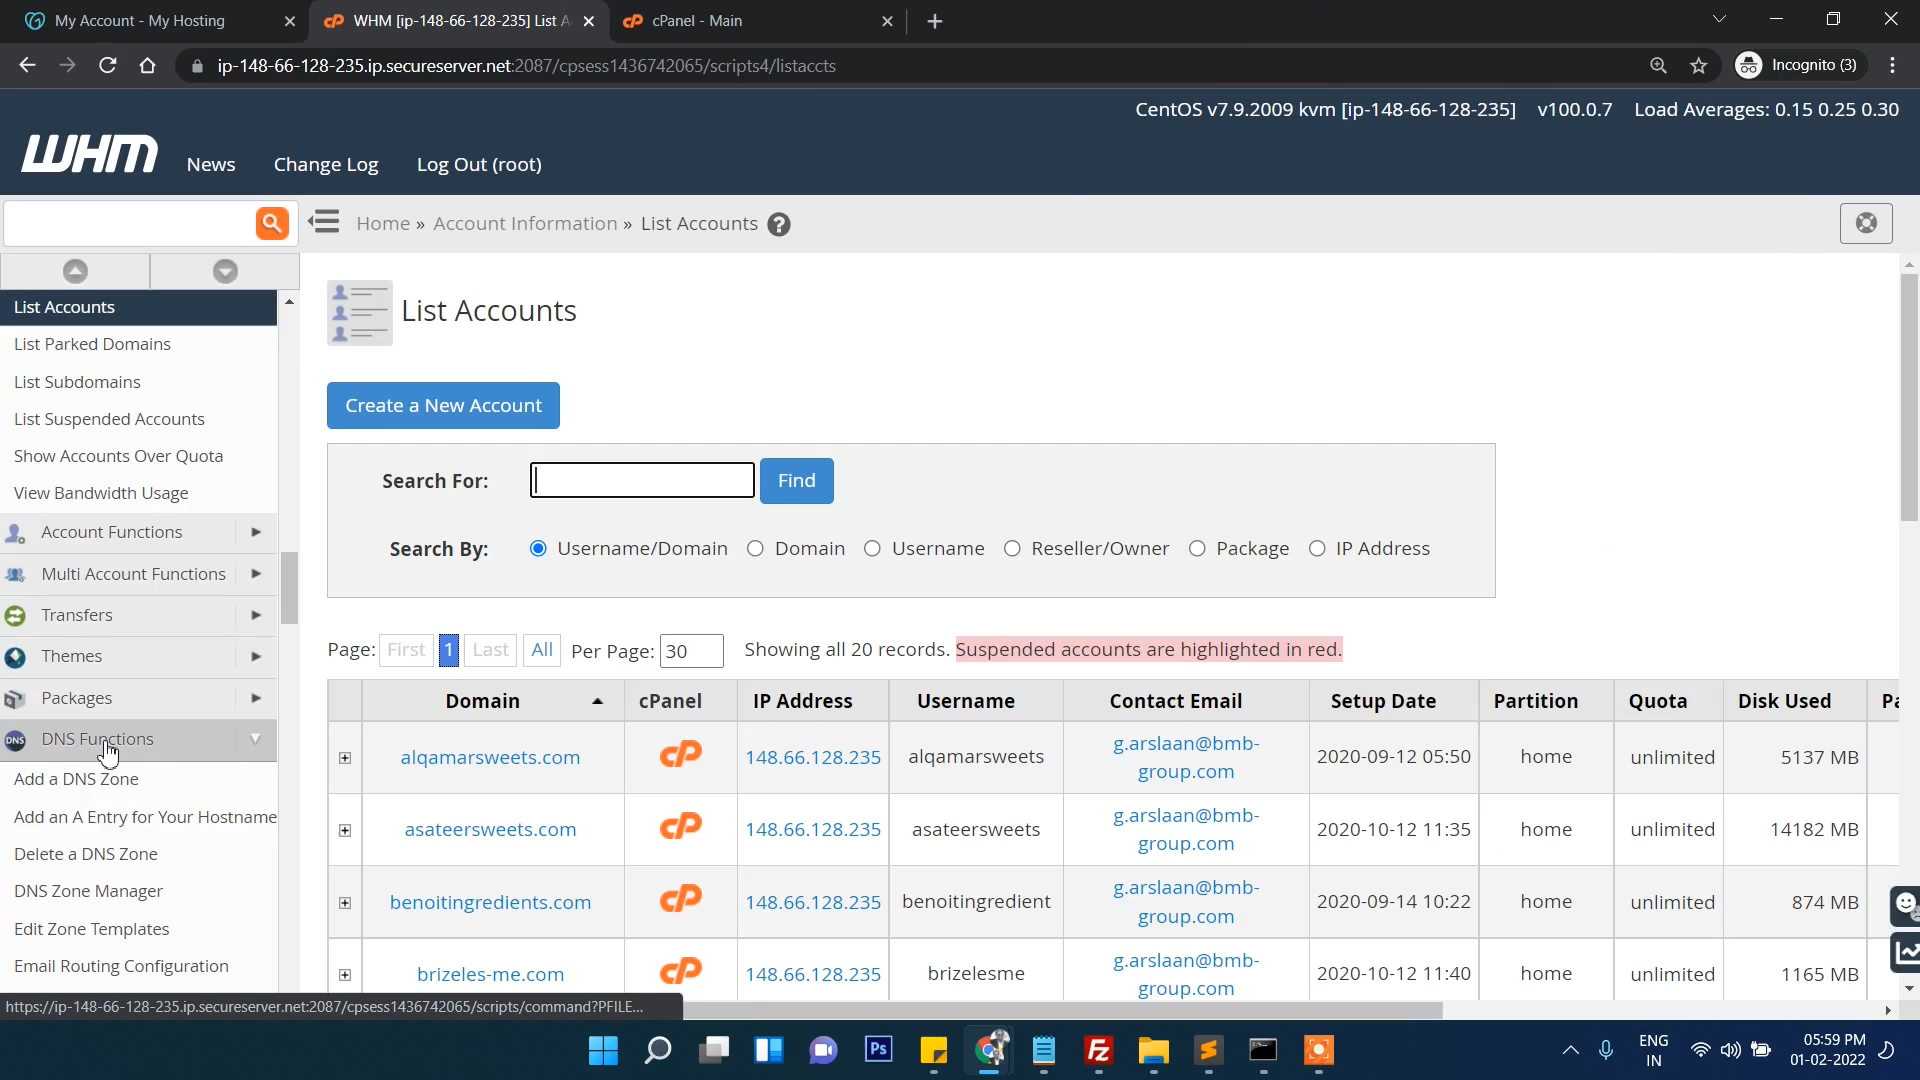 My Account - My Hosting
WHM [ip-148-66-128-235] List A
cPanel - Main
ip-148-66-128-235.ip.secureserver.net:2087/cpsess1436742065/scripts4/listaccts
Incognito (3)
CentOS v7.9.2009 kvm [ip-148-66-128-235] v100.0.7 Load Averages: 0.15 0.25 0.30
WHM News Change Log Log Out (root)
Home » Account Information » List Accounts
List Accounts
List Parked Domains
List Subdomains
List Suspended Accounts
Show Accounts Over Quota
View Bandwidth Usage
Account Functions
Multi Account Functions
Transfers
Themes
Packages
DNS DNS Functions
Add a DNS Zone
Add an A Entry for Your Hostname
Delete a DNS Zone
DNS Zone Manager
Edit Zone Templates
Email Routing Configuration
List Accounts
Create a New Account
Search For: Find
Search By: Username/Domain Domain Username Reseller/Owner Package IP Address
Page: First 1 Last All Per Page: 30 Showing all 20 records. Suspended accounts are highlighted in red.
Domain cPanel IP Address Username Contact Email Setup Date Partition Quota Disk Used Pa
alqamarsweets.com cP 148.66.128.235 alqamarsweets g.arslaan@bmb-group.com 2020-09-12 05:50 home unlimited 5137 MB
asateersweets.com cP 148.66.128.235 asateersweets g.arslaan@bmb-group.com 2020-10-12 11:35 home unlimited 14182 MB
benoitingredients.com cP 148.66.128.235 benoitingredient g.arslaan@bmb-group.com 2020-09-14 10:22 home unlimited 874 MB
brizeles-me.com cP 148.66.128.235 brizelesme g.arslaan@bmb-group.com 2020-10-12 11:40 home unlimited 1165 MB
https://ip-148-66-128-235.ip.secureserver.net:2087/cpsess1436742065/scripts/command?PFILE...
Ps
Fz
ENG
IN
05:59 PM
01-02-2022